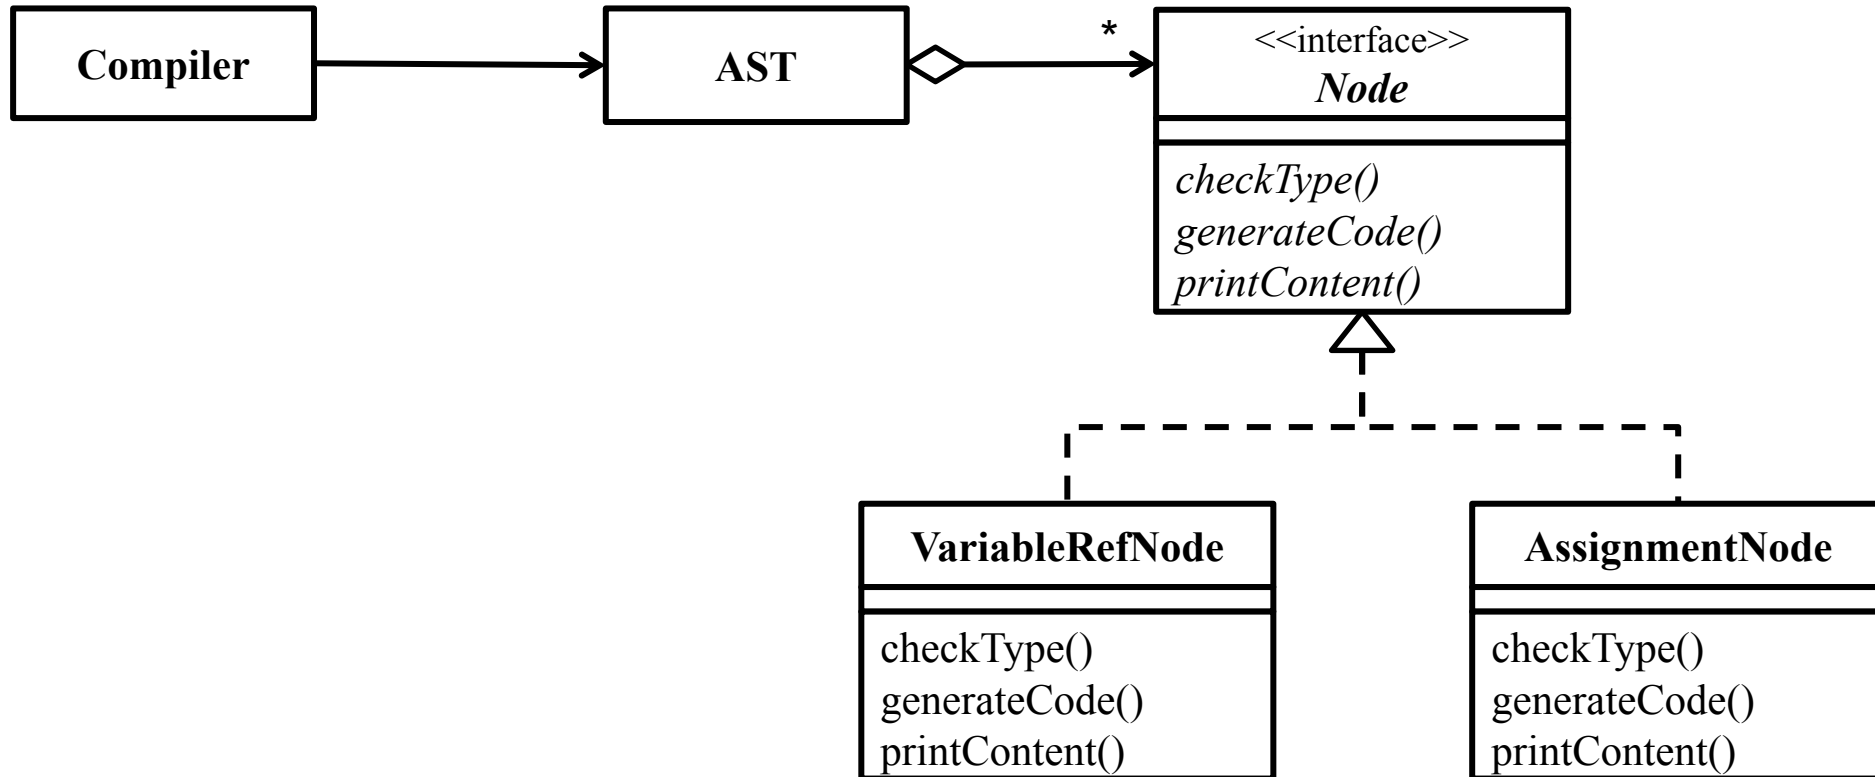 Compiler
AST
*
<<interface>>
Node
checkType()
generateCode()
printContent()
VariableRefNode
checkType()
generateCode()
printContent()
AssignmentNode
checkType()
generateCode()
printContent()